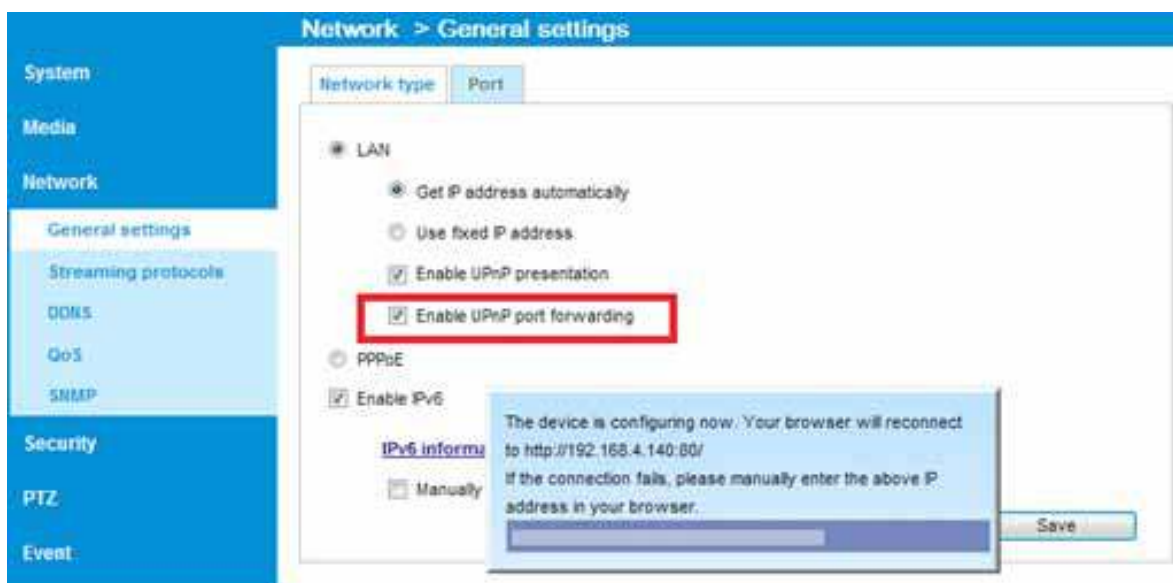 Network > General settings
System
Media
Network
General settings
Streaming protocols
DDNS
QoS
SNMP
Security
PTZ
Event
Network type
Port
LAN
Get IP address automatically
Use fixed IP address
Enable UPnP presentation
Enable UPnP port forwarding
PPPoE
Enable IPv6
IPv6 informa
Manually
The device is configuring now. Your browser will reconnect
to http://192.168.4.140:80/
If the connection fails, please manually enter the above IP
address in your browser.
Save